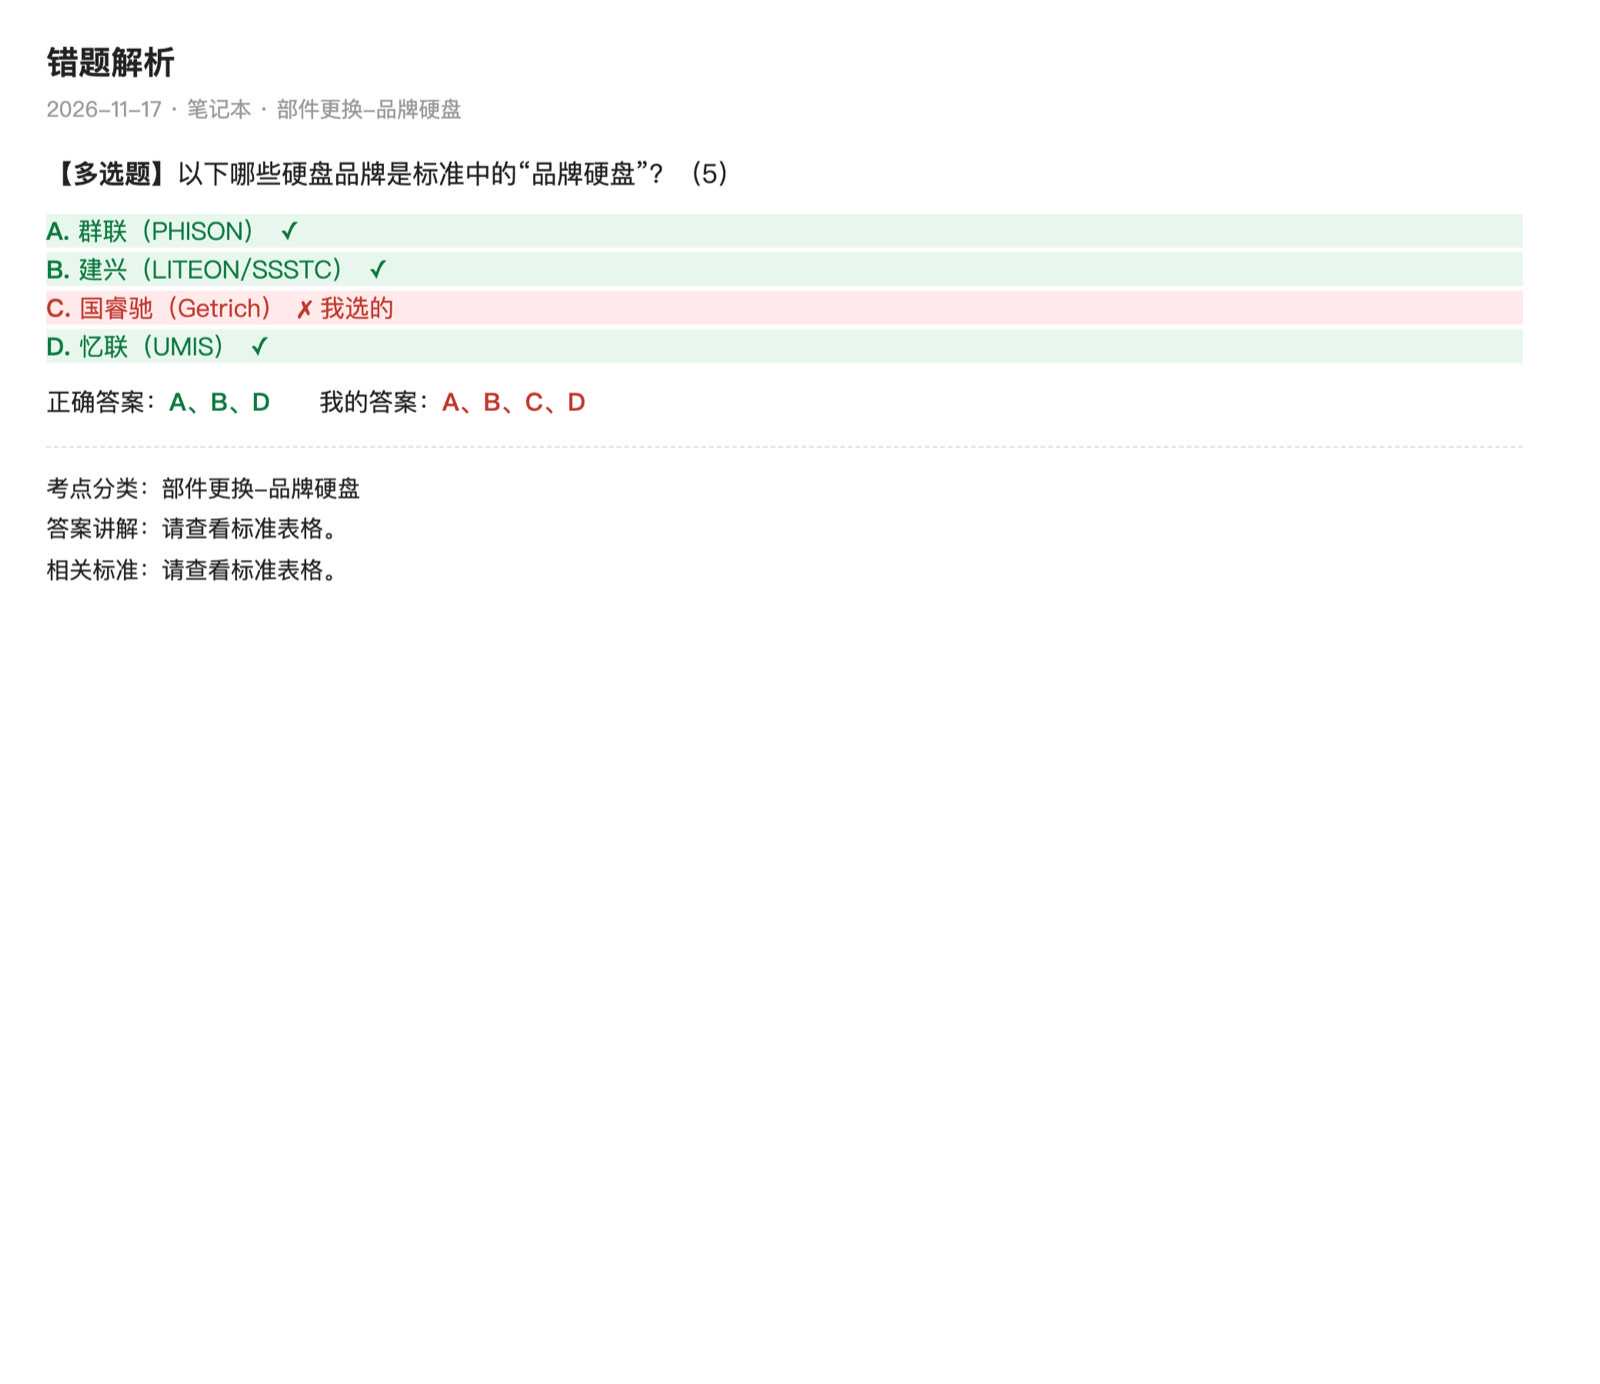 错题解析
2026-11-17 · 笔记本 · 部件更换-品牌硬盘
【多选题】以下哪些硬盘品牌是标准中的“品牌硬盘”？（5）
A. 群联（PHISON） ✓
B. 建兴（LITEON/SSSTC） ✓
C. 国睿驰（Getrich） ✗ 我选的
D. 忆联（UMIS） ✓
正确答案：A、B、D 我的答案：A、B、C、D
考点分类：部件更换-品牌硬盘
答案讲解：请查看标准表格。
相关标准：请查看标准表格。